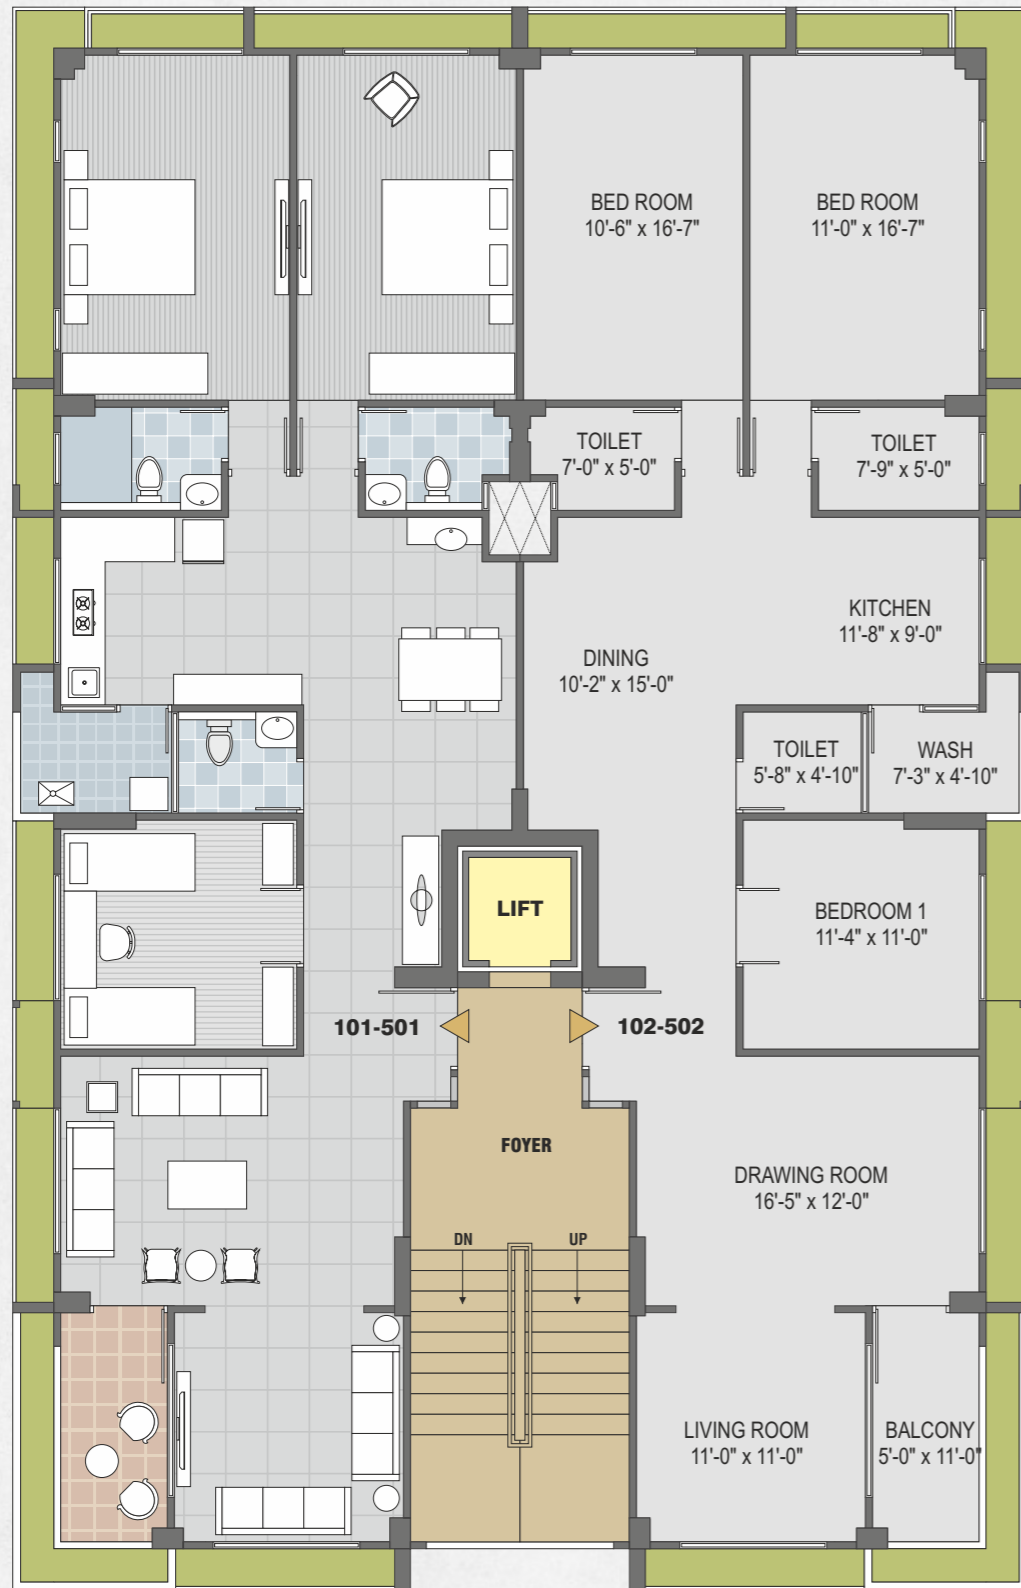 BED ROOM
10'-6" x 16'-7"
BED ROOM
11'-0" x 16'-7"
TOILET
7'-0" x 5'-0"
TOILET
7'-9" x 5'-0"
KITCHEN
11'-8" x 9'-0"
DINING
10'-2" x 15'-0"
TOILET
5'-8" x 4'-10"
WASH
7'-3" x 4'-10"
LIFT
BEDROOM 1
11'-4" x 11'-0"
101-501
102-502
FOYER
DRAWING ROOM
16'-5" x 12'-0"
DN
UP
LIVING ROOM
11'-0" x 11'-0"
BALCONY
5'-0" x 11'-0"